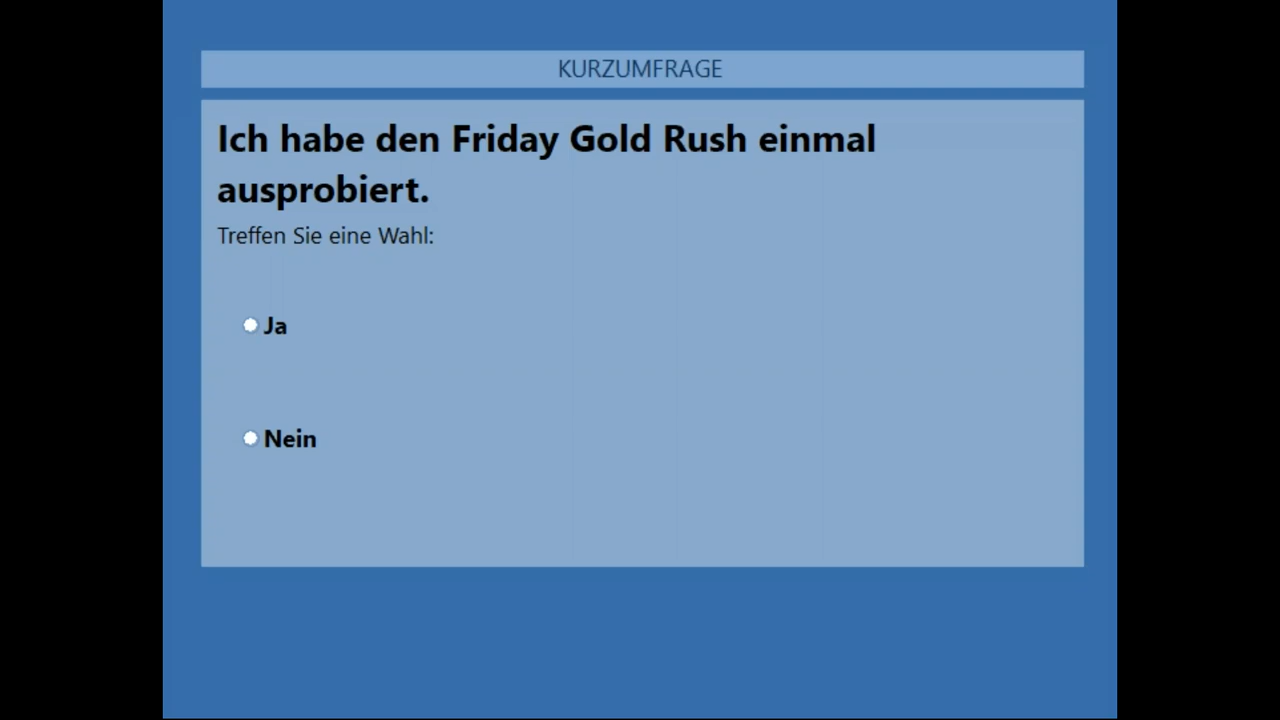 KURZUMFRAGE
Ich habe den Friday Gold Rush einmal
ausprobiert.
Treffen Sie eine Wahl:
Ja
Nein